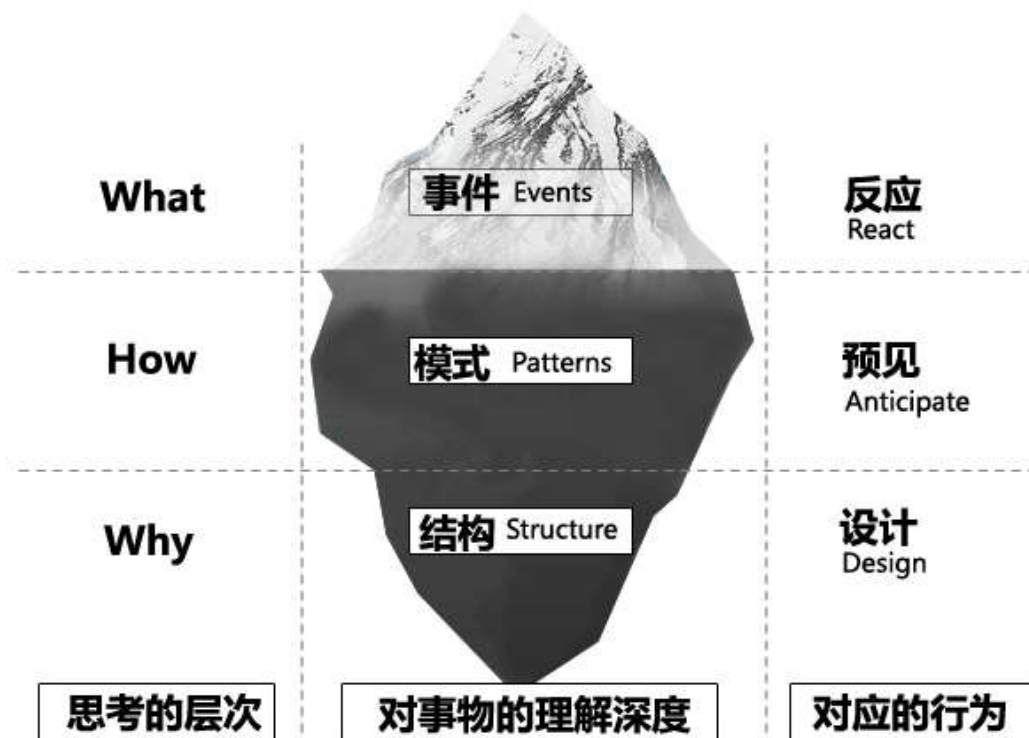 What
事件 Events
反应
React
How
模式 Patterns
预见
Anticipate
Why
结构 Structure
设计
Design
思考的层次
对事物的理解深度
对应的行为